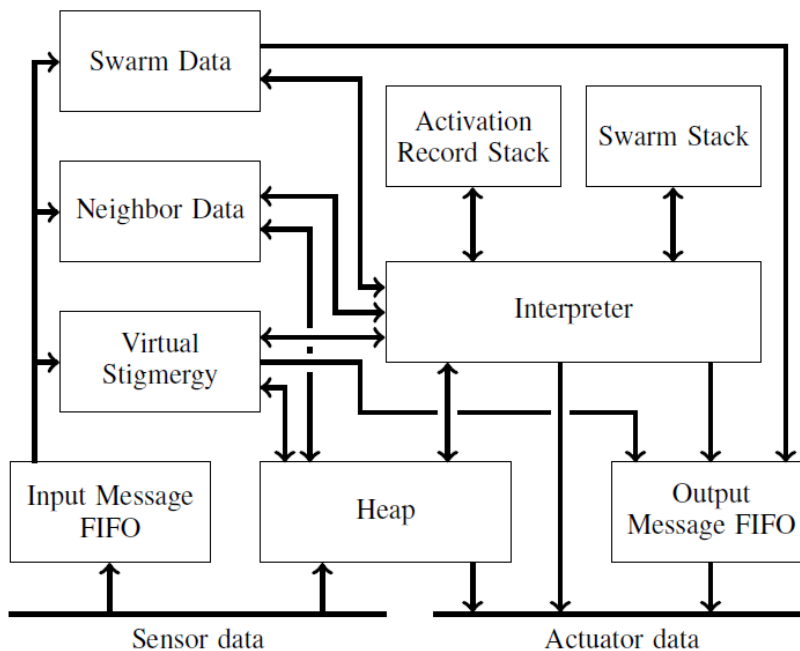 Swarm Data
Activation
Record Stack
Swarm Stack
Neighbor Data
Interpreter
Virtual
Stigmergy
Input Message
FIFO
Heap
Output
Message FIFO
Sensor data
Actuator data